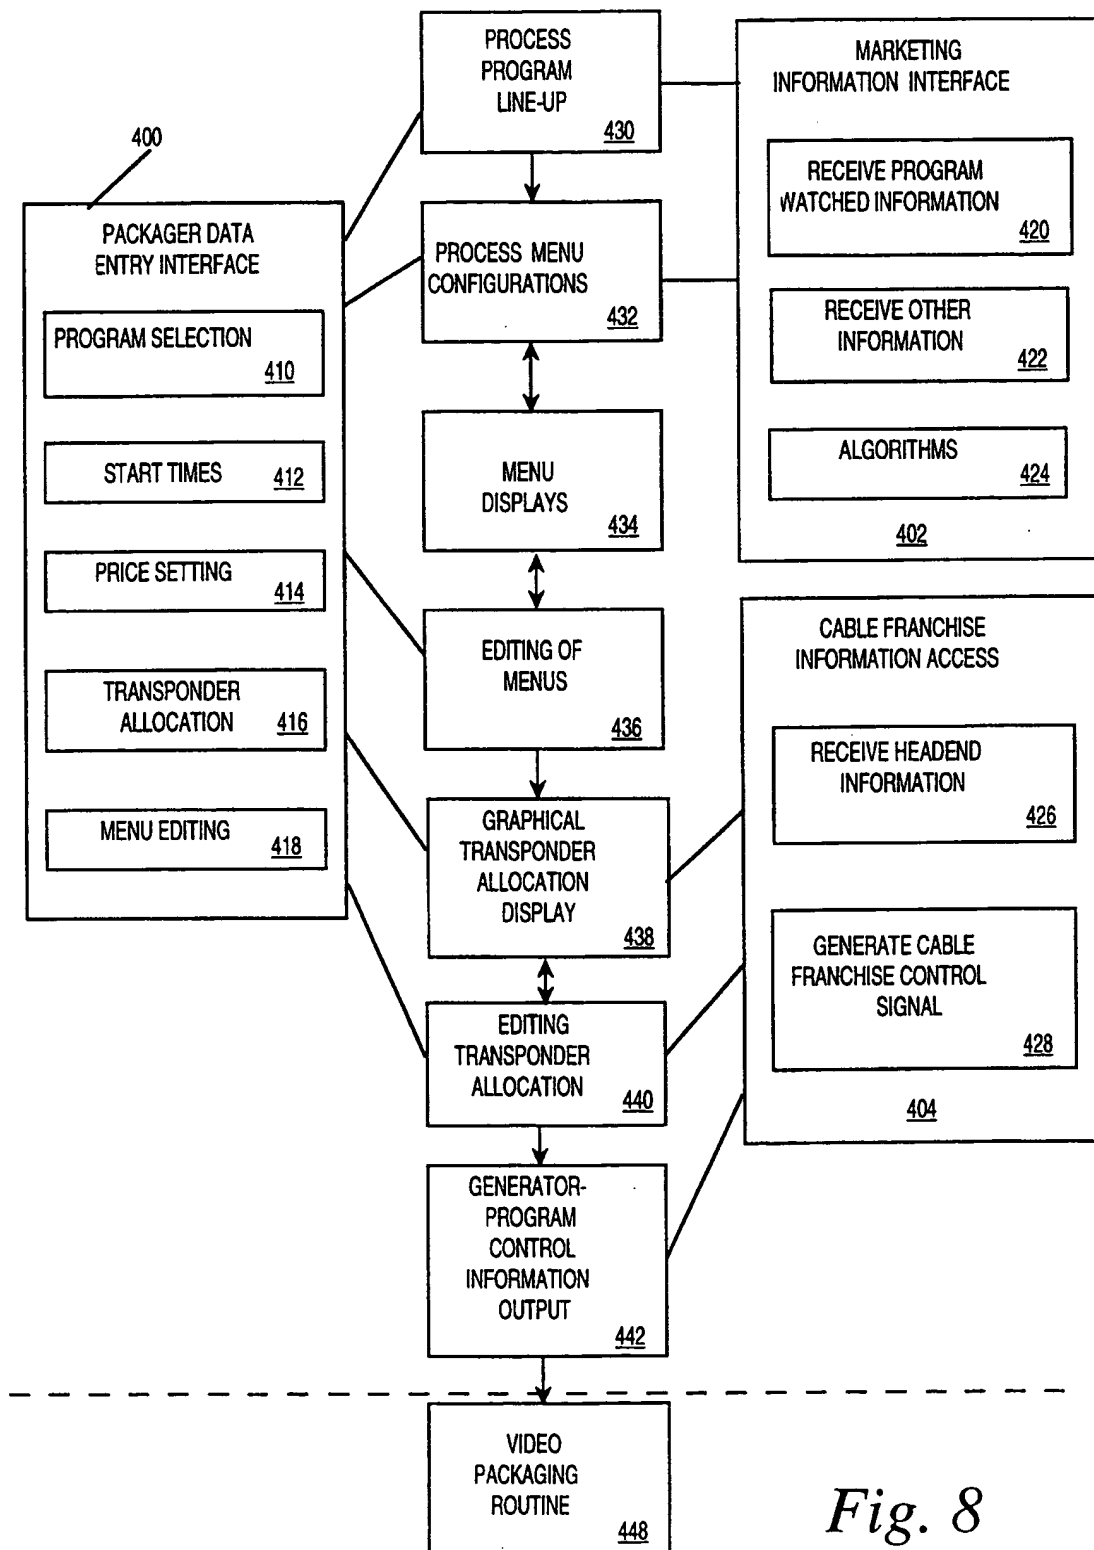 400
PACKAGER DATA
ENTRY INTERFACE
PROGRAM SELECTION
410
START TIMES 412
PRICE SETTING 414
TRANSPONDER
ALLOCATION 416
MENU EDITING 418
PROCESS
PROGRAM
LINE-UP
430
PROCESS MENU
CONFIGURATIONS
432
MENU
DISPLAYS
434
EDITING OF
MENUS
436
GRAPHICAL
TRANSPONDER
ALLOCATION
DISPLAY
438
EDITING
TRANSPONDER
ALLOCATION
440
GENERATOR-
PROGRAM
CONTROL
INFORMATION
OUTPUT
442
VIDEO
PACKAGING
ROUTINE
448
MARKETING
INFORMATION INTERFACE
RECEIVE PROGRAM
WATCHED INFORMATION
420
RECEIVE OTHER
INFORMATION
422
ALGORITHMS
424
402
CABLE FRANCHISE
INFORMATION ACCESS
RECEIVE HEADEND
INFORMATION
426
GENERATE CABLE
FRANCHISE CONTROL
SIGNAL
428
404
Fig. 8